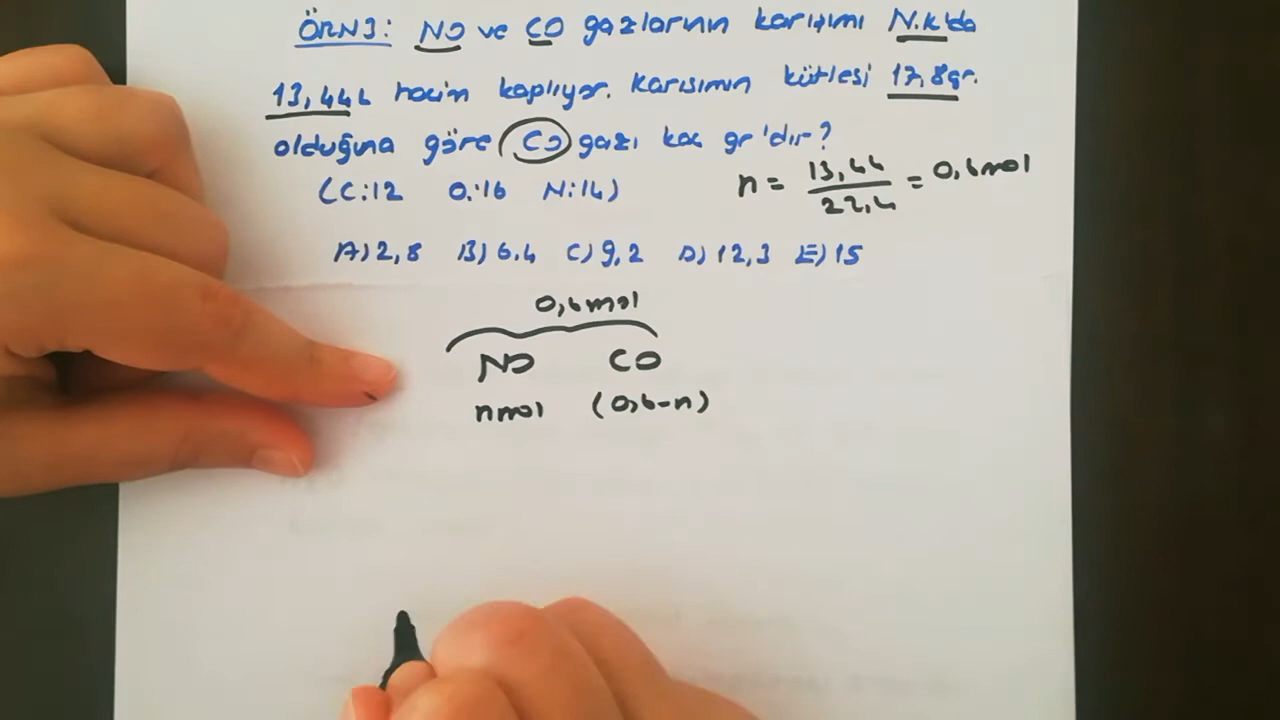 ÖRN3: NO ve CO gazlarının karışımı N.K'da
13,44L hacim kaplıyor. Karışımın kütlesi 17,8gr.
olduğuna göre CO gazı kaç gr'dır?
(C:12 O:16 N:14)
n = 13,44 / 22,4 = 0,6mol
A) 2,8 B) 6.4 C) 9,2 D) 12,3 E) 15
0,6mol
NO CO
nmol (0,6-n)